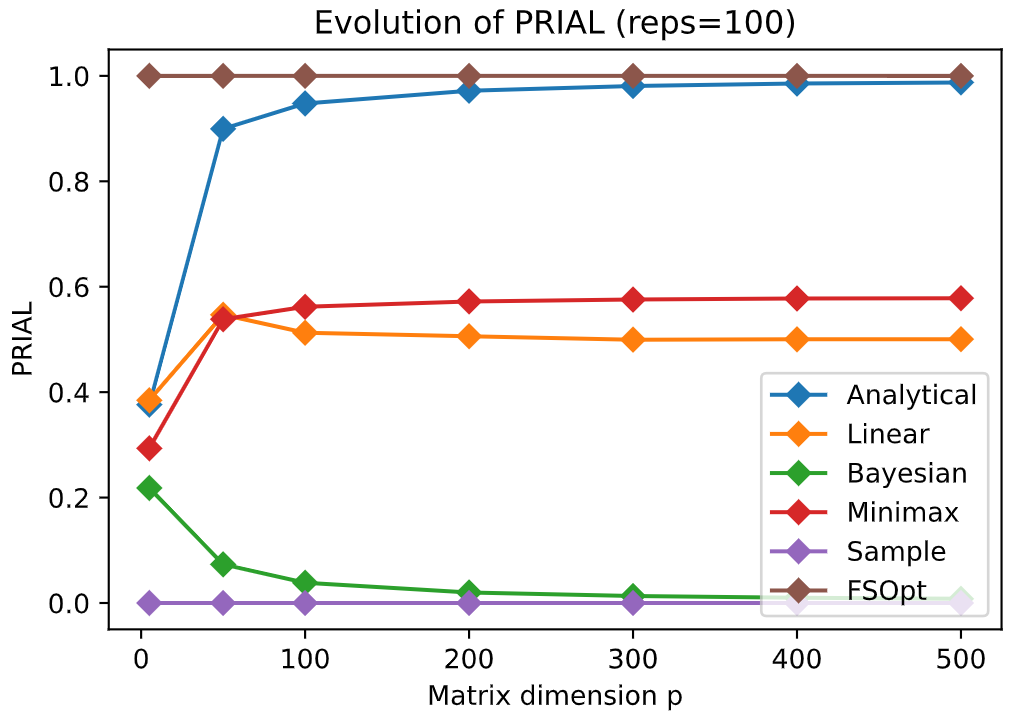 Evolution of PRIAL (reps=100)
PRIAL
1.0
0.8
0.6
0.4
0.2
0.0
0
100
200
300
400
500
Matrix dimension p
Analytical
Linear
Bayesian
Minimax
Sample
FSOpt